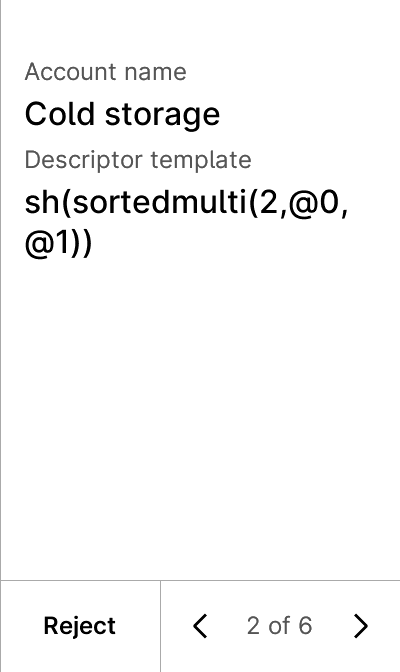 Account name
Cold storage
Descriptor template
sh(sortedmulti(2,@0,
@1))
Reject
2 of 6